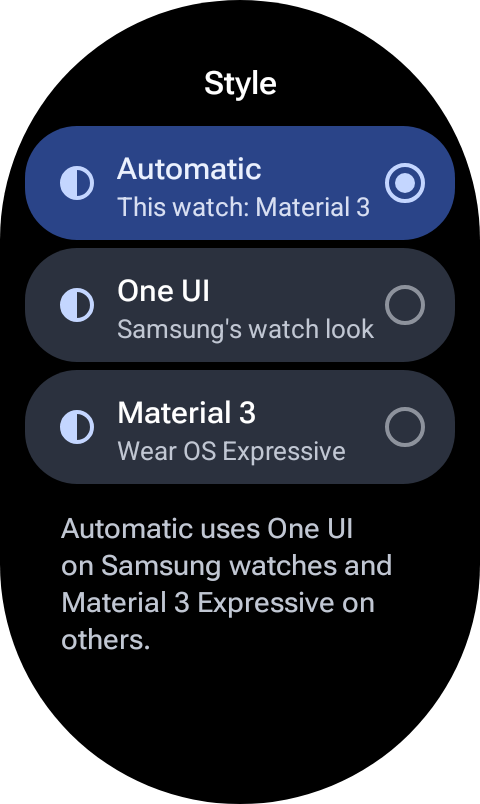 Style
Automatic
This watch: Material 3
One UI
Samsung's watch look
Material 3
Wear OS Expressive
Automatic uses One UI
on Samsung watches and
Material 3 Expressive on
others.